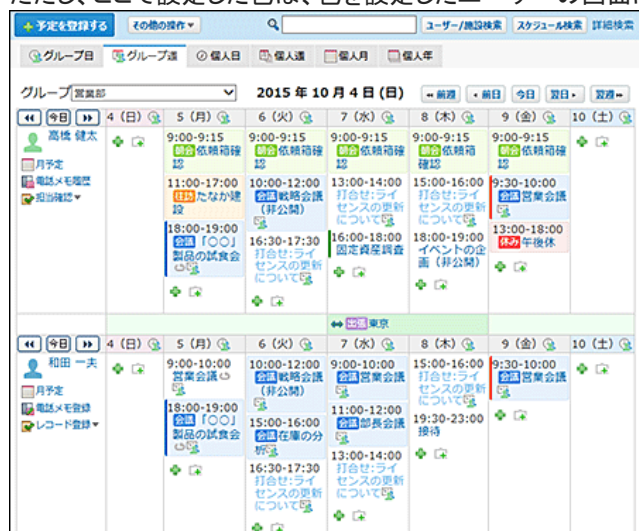 ただし、ここで設定した色は、色を設定したユーザーの画面に
予定を登録する その他の操作 ユーザー/施設検索 スケジュール検索 詳細検索
グループ日 グループ週 個人日 個人週 個人月 個人年
グループ 営業部 2015 年 10 月 4 日 (日) 前週 前日 今日 翌日 翌週
今日 4 (日) 5 (月) 6 (火) 7 (水) 8 (木) 9 (金) 10 (土)
高橋 健太
月予定
電話メモ履歴
担当確認
9:00-9:15
朝会 依頼箱確
認
11:00-17:00
往訪 たなか建
設
18:00-19:00
会議 「〇〇」
製品の試食会
9:00-9:15
朝会 依頼箱確
認
10:00-12:00
会議 戦略会議
(非公開)
16:30-17:30
打合せ:ライ
センスの更新
について
9:00-9:15
朝会 依頼箱確
認
13:00-14:00
打合せ:ライ
センスの更新
について
16:00-18:00
固定資産調査
9:00-9:15
朝会 依頼箱
確認
15:00-16:00
打合せ:ライ
センスの更新
について
18:00-19:00
イベントの企
画 (非公開)
9:00-9:15
朝会 依頼箱確
認
9:30-10:00
会議 営業会議
13:00-18:00
休み 午後休
出張 東京
今日 4 (日) 5 (月) 6 (火) 7 (水) 8 (木) 9 (金) 10 (土)
和田 一夫
月予定
電話メモ登録
レコード登録
9:00-10:00
営業会議
18:00-19:00
会議 「〇〇」
製品の試食会
10:00-12:00
会議 戦略会議
(非公開)
15:00-16:00
会議 在庫の分
析
16:30-17:30
打合せ:ライ
センスの更新
について
9:00-10:00
会議 営業会議
11:00-12:00
会議 部長会議
13:00-14:00
打合せ:ライ
センスの更新
について
15:00-16:00
打合せ:ライ
センスの更新
について
19:30-23:00
接待
9:30-10:00
会議 営業会議